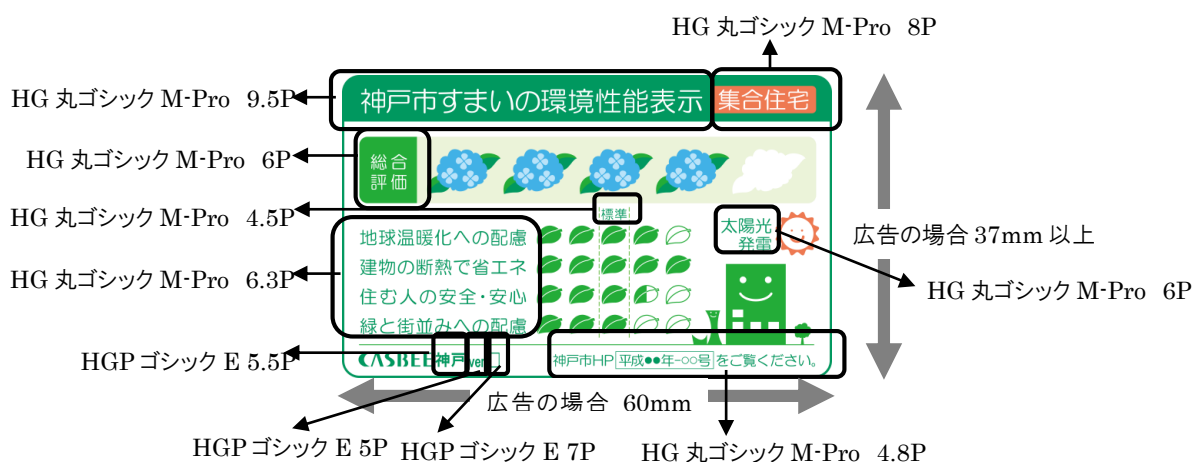 HG 丸ゴシック M-Pro 8P
HG 丸ゴシック M-Pro 9.5P
神戸市すまいの環境性能表示
集合住宅
HG 丸ゴシック M-Pro 6P
総合
評価
HG 丸ゴシック M-Pro 4.5P
標準
太陽光
発電
広告の場合 37mm 以上
HG 丸ゴシック M-Pro 6.3P
地球温暖化への配慮
建物の断熱で省エネ
住む人の安全・安心
緑と街並みへの配慮
HG 丸ゴシック M-Pro 6P
HGP ゴシック E 5.5P
CASBEE神戸ver□
神戸市HP 平成●●年-○○号 をご覧ください。
広告の場合 60mm
HGP ゴシック E 5P
HGP ゴシック E 7P
HG 丸ゴシック M-Pro 4.8P